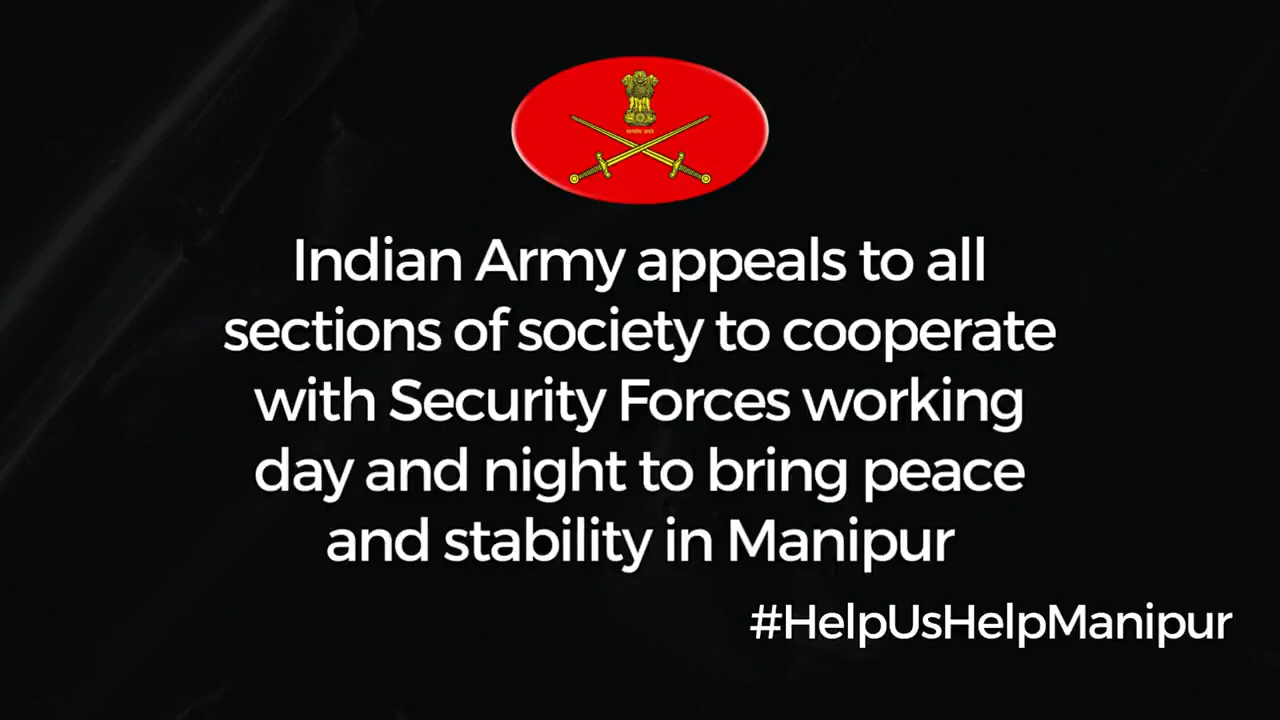 Indian Army appeals to all
sections of society to cooperate
with Security Forces working
day and night to bring peace
and stability in Manipur
#HelpUsHelpManipur